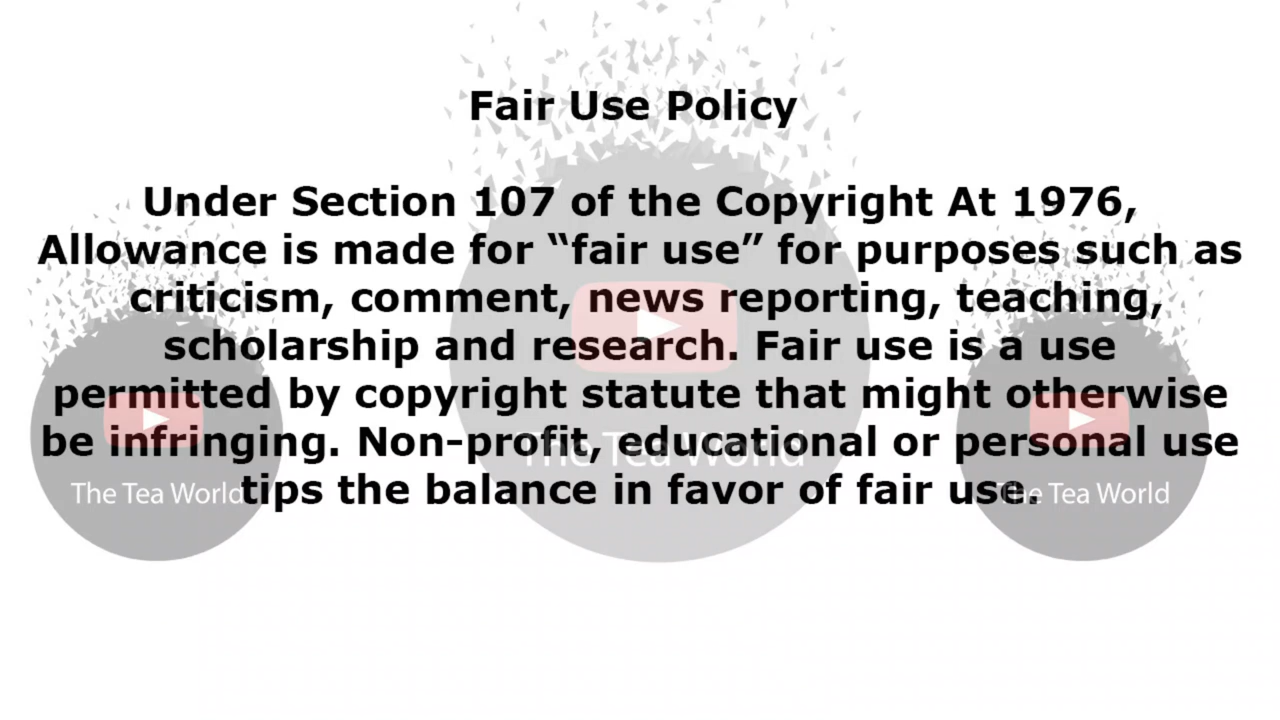 Fair Use Policy
Under Section 107 of the Copyright At 1976,
Allowance is made for “fair use” for purposes such as
criticism, comment, news reporting, teaching,
scholarship and research. Fair use is a use
permitted by copyright statute that might otherwise
be infringing. Non-profit, educational or personal use
tips the balance in favor of fair use.
The Tea World
The Tea World
The Tea World